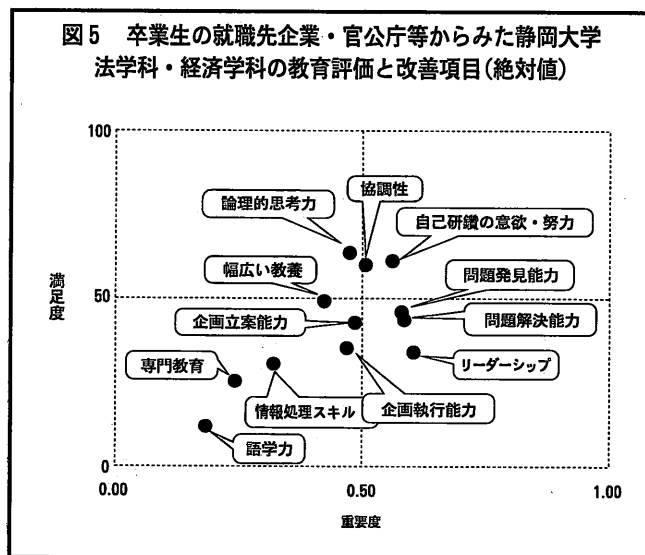 図5 卒業生の就職先企業・官公庁等からみた静岡大学
法学科・経済学科の教育評価と改善項目(絶対値)
100
協調性
論理的思考力
自己研鑽の意欲・努力
幅広い教養
問題発見能力
満足度
50
企画立案能力
問題解決能力
専門教育
リーダーシップ
情報処理スキル
企画執行能力
語学力
0
0.00
0.50
1.00
重要度